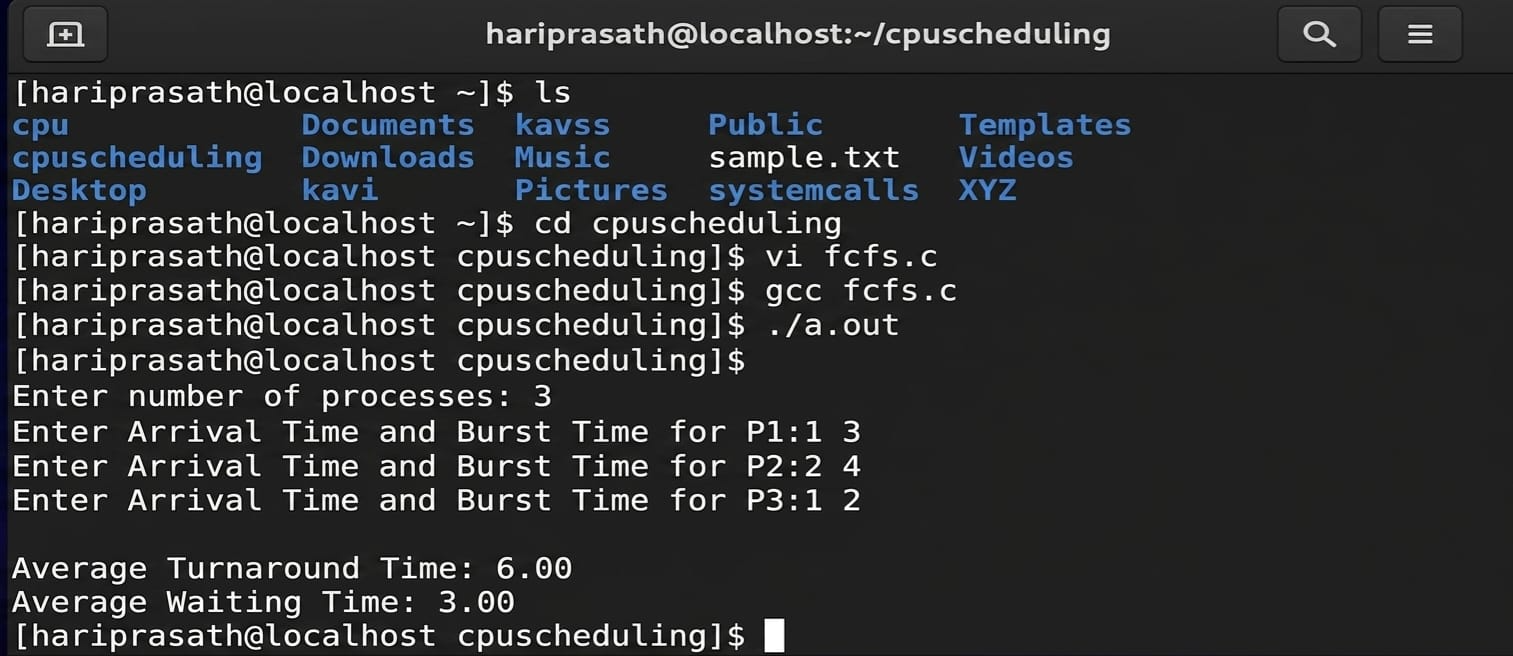 hariprasath@localhost:~/cpuscheduling
[hariprasath@localhost ~]$ ls
cpu Documents kavss Public Templates
cpuscheduling Downloads Music sample.txt Videos
Desktop kavi Pictures systemcalls XYZ
[hariprasath@localhost ~]$ cd cpuscheduling
[hariprasath@localhost cpuscheduling]$ vi fcfs.c
[hariprasath@localhost cpuscheduling]$ gcc fcfs.c
[hariprasath@localhost cpuscheduling]$ ./a.out
[hariprasath@localhost cpuscheduling]$
Enter number of processes: 3
Enter Arrival Time and Burst Time for P1:1 3
Enter Arrival Time and Burst Time for P2:2 4
Enter Arrival Time and Burst Time for P3:1 2
Average Turnaround Time: 6.00
Average Waiting Time: 3.00
[hariprasath@localhost cpuscheduling]$